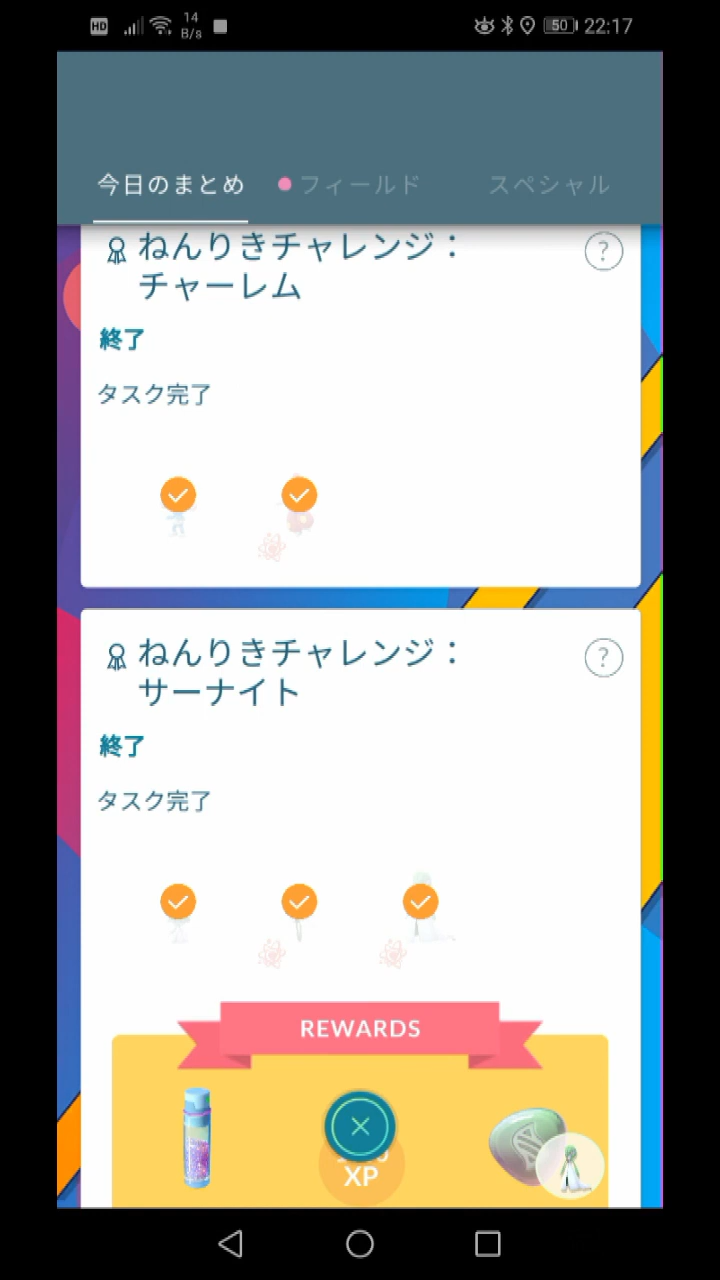 HD 14 B/s 50 22:17
今日のまとめ フィールド スペシャル
ねんりきチャレンジ：
チャーレム
?
終了
タスク完了
ねんりきチャレンジ：
サーナイト
?
終了
タスク完了
REWARDS
XP